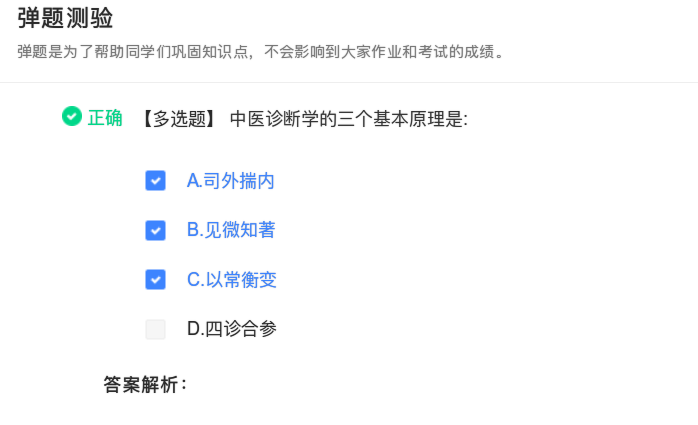 弹题测验
弹题是为了帮助同学们巩固知识点，不会影响到大家作业和考试的成绩。
正确 【多选题】 中医诊断学的三个基本原理是:
A.司外揣内
B.见微知著
C.以常衡变
D.四诊合参
答案解析：